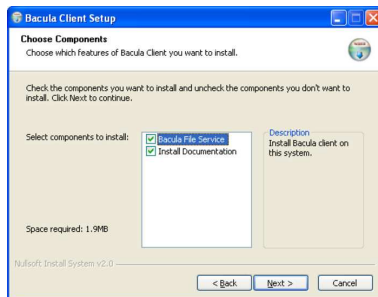 Bacula Client Setup
Choose Components
Choose which features of Bacula Client you want to install.
Check the components you want to install and uncheck the components you don't want to
install. Click Next to continue.
Select components to install:
Bacula File Service
Install Documentation
Description
Install Bacula client on
this system.
Space required: 1.9MB
Nullsoft Install System v2.0
< Back
Next >
Cancel